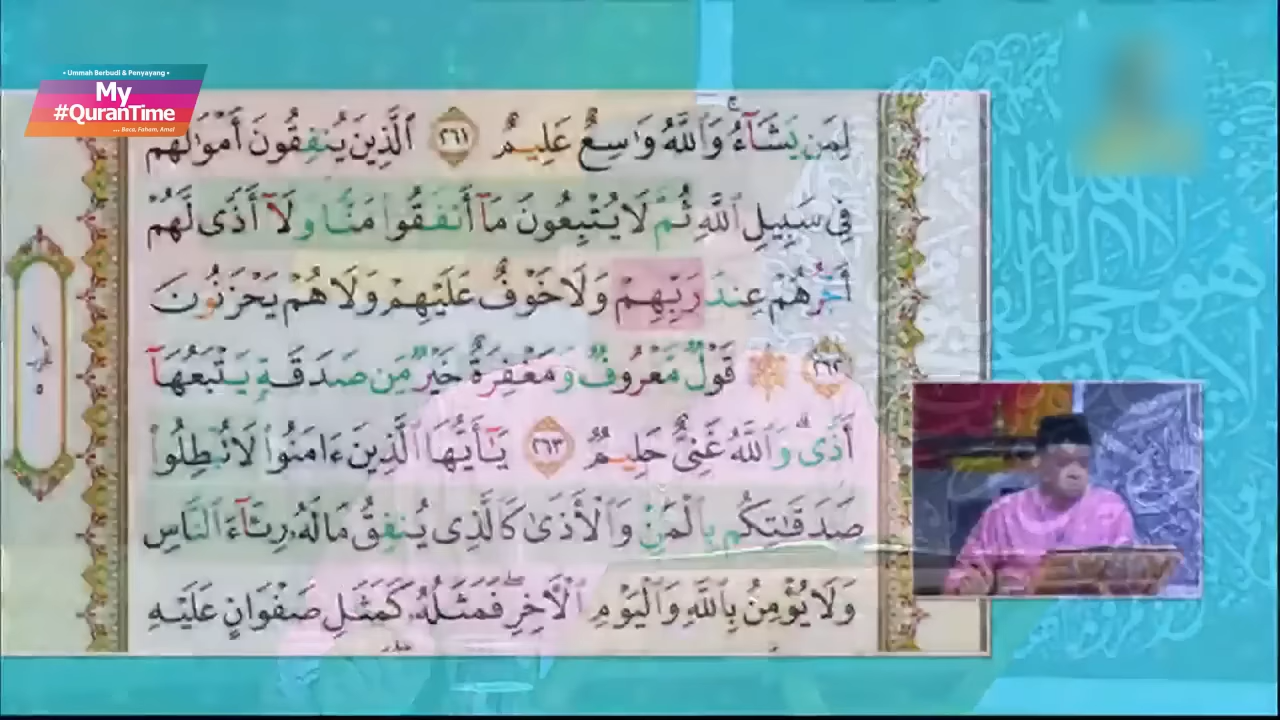 • Ummah Berbudi & Penyayang •
My
#QuranTime
... Baca, Faham, Amal
لِمَن يَشَآءُۚ وَٱللَّهُ وَٰسِعٌ عَلِيمٌ ٢٦١ ٱلَّذِينَ يُنفِقُونَ أَمْوَٰلَهُمْ
فِى سَبِيلِ ٱللَّهِ ثُمَّ لَا يُتْبِعُونَ مَآ أَنفَقُوا۟ مَنًّا وَلَآ أَذًى لَّهُمْ
أَجْرُهُمْ عِندَ رَبِّهِمْ وَلَا خَوْفٌ عَلَيْهِمْ وَلَا هُمْ يَحْزَنُونَ
٢٦٢ ۞ قَوْلٌ مَّعْرُوفٌ وَمَغْفِرَةٌ خَيْرٌ مِّن صَدَقَةٍ يَتْبَعُهَآ
أَذًى ۗ وَٱللَّهُ غَنِىٌّ حَلِيمٌ ٢٦٣ يَـٰٓأَيُّهَا ٱلَّذِينَ ءَامَنُوا۟ لَا تُبْطِلُوا۟
صَدَقَـٰتِكُم بِٱلْمَنِّ وَٱلْأَذَىٰ كَٱلَّذِى يُنفِقُ مَالَهُۥ رِئَآءَ ٱلنَّاسِ
وَلَا يُؤْمِنُ بِٱللَّهِ وَٱلْيَوْمِ ٱلْـَٔاخِرِ ۖ فَمَثَلُهُۥ كَمَثَلِ صَفْوَانٍ عَلَيْهِ